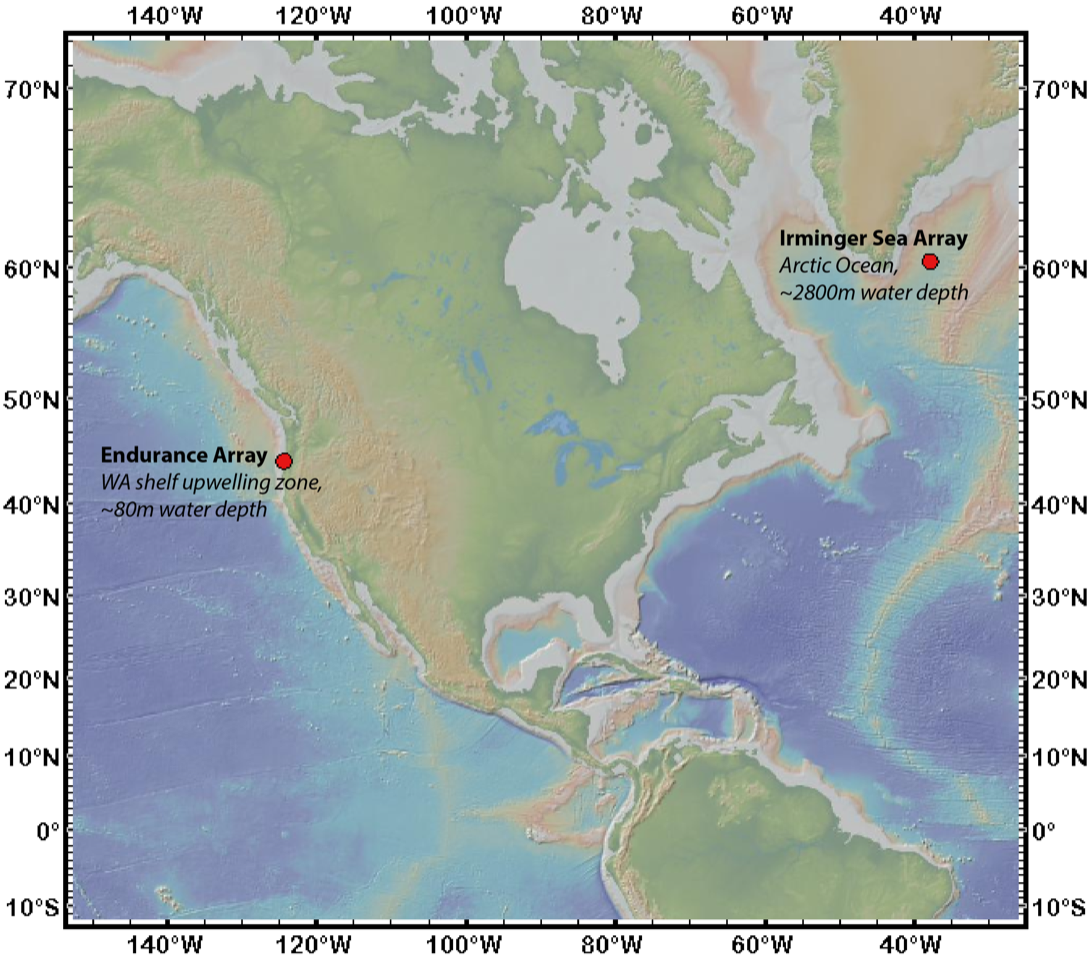 140°W 120°W 100°W 80°W 60°W 40°W
70°N 70°N
Irminger Sea Array
Arctic Ocean,
~2800m water depth
60°N 60°N
50°N 50°N
Endurance Array
WA shelf upwelling zone,
~80m water depth
40°N 40°N
30°N 30°N
20°N 20°N
10°N 10°N
0° 0°
10°S 10°S
140°W 120°W 100°W 80°W 60°W 40°W